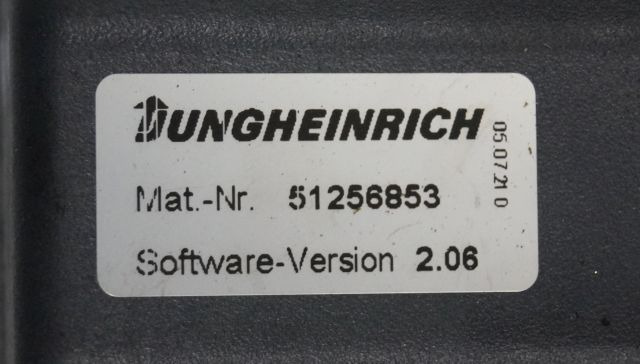 JUNGHEINRICH
Mat.-Nr. 51256853
Software-Version 2.06
05.07.21 0